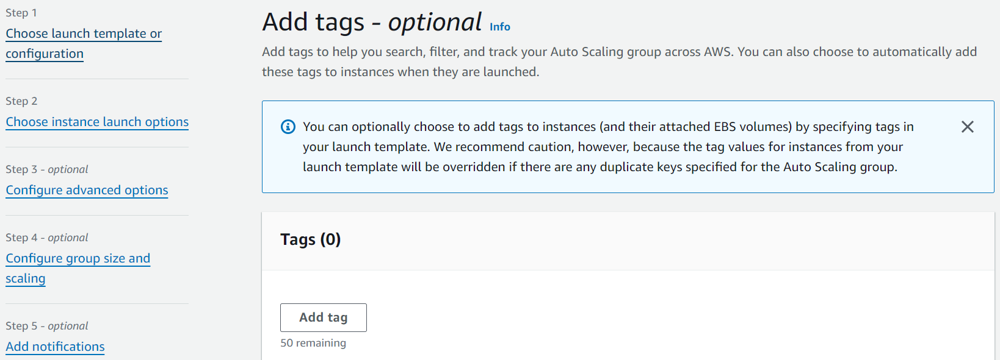 Step 1
Choose launch template or
configuration
Step 2
Choose instance launch options
Step 3 - optional
Configure advanced options
Step 4 - optional
Configure group size and
scaling
Step 5 - optional
Add notifications
Add tags - optional Info
Add tags to help you search, filter, and track your Auto Scaling group across AWS. You can also choose to automatically add
these tags to instances when they are launched.
You can optionally choose to add tags to instances (and their attached EBS volumes) by specifying tags in
your launch template. We recommend caution, however, because the tag values for instances from your
launch template will be overridden if there are any duplicate keys specified for the Auto Scaling group.
Tags (0)
Add tag
50 remaining